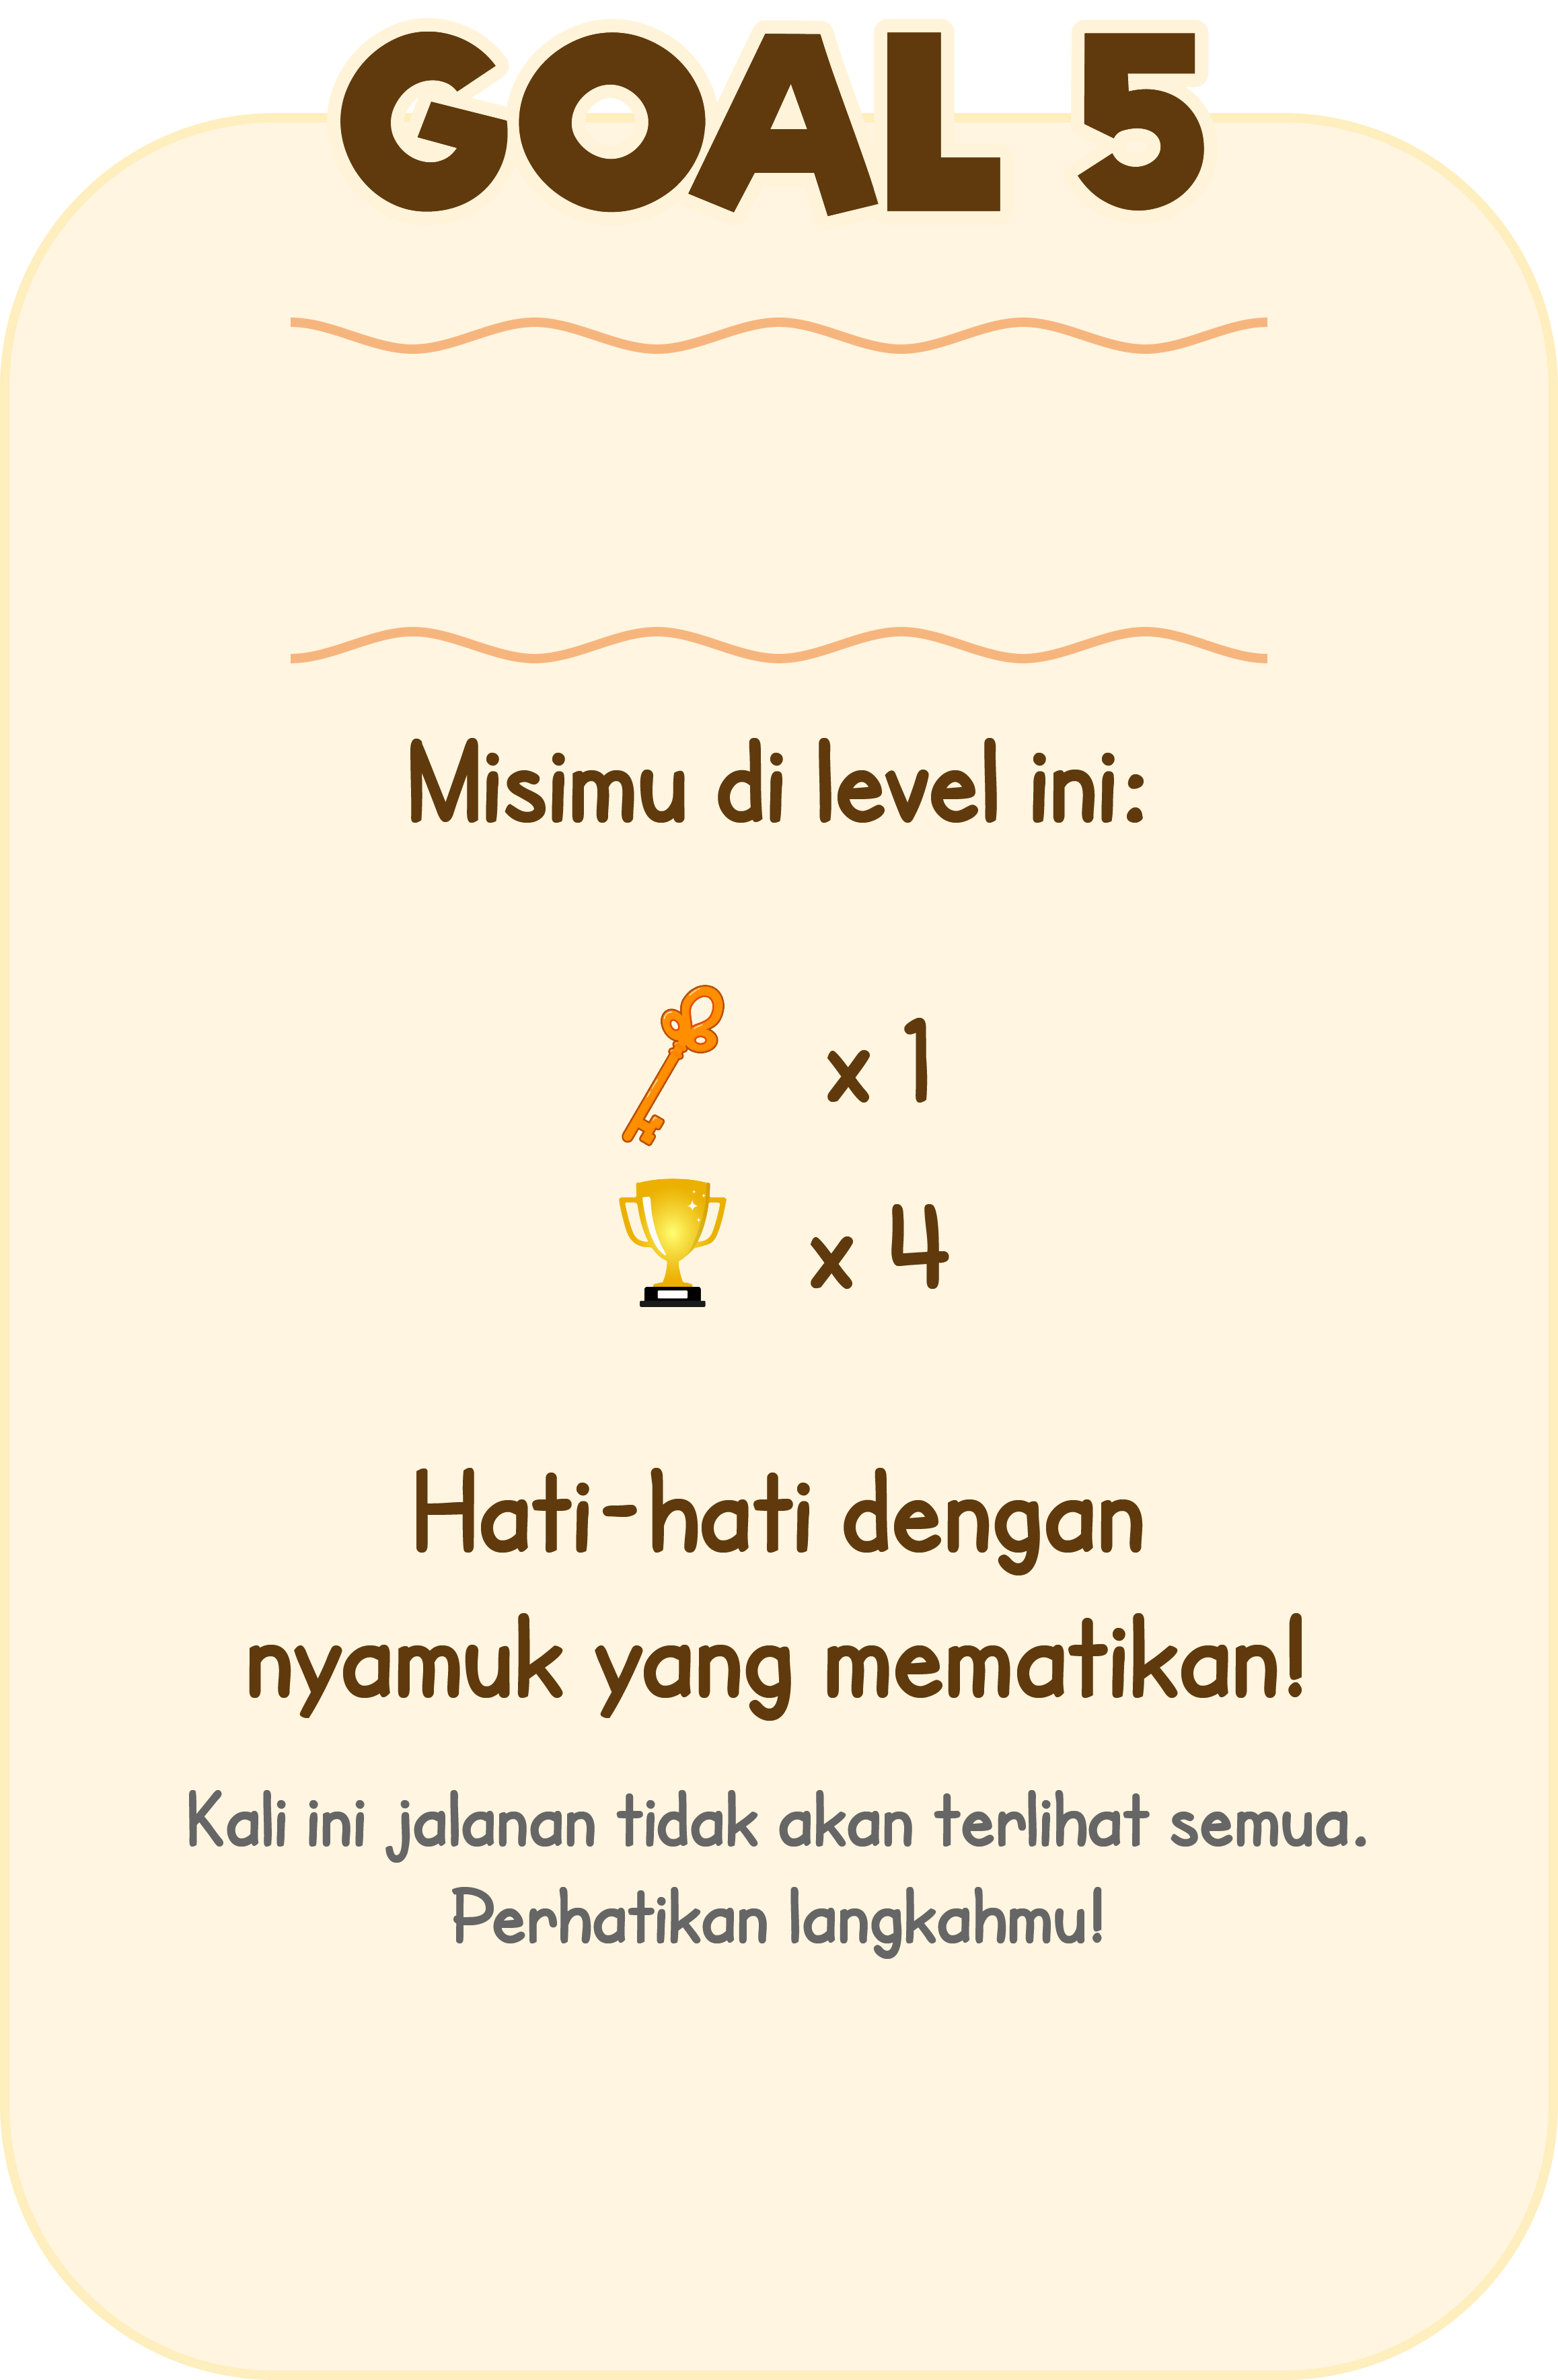 GOAL 5
Misimu di level ini:
x 1
x 4
Hati-hati dengan
nyamuk yang mematikan!
Kali ini jalanan tidak akan terlihat semua.
Perhatikan langkahmu!